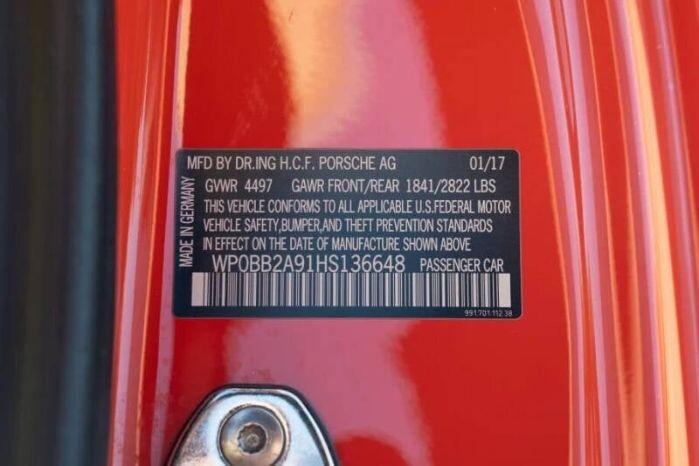 MFD BY DR.ING H.C.F. PORSCHE AG 01/17
GVWR 4497 GAWR FRONT/REAR 1841/2822 LBS
THIS VEHICLE CONFORMS TO ALL APPLICABLE U.S.FEDERAL MOTOR
VEHICLE SAFETY,BUMPER,AND THEFT PREVENTION STANDARDS
IN EFFECT ON THE DATE OF MANUFACTURE SHOWN ABOVE
WP0BB2A91HS136648 PASSENGER CAR
991.701.112.38
MADE IN GERMANY